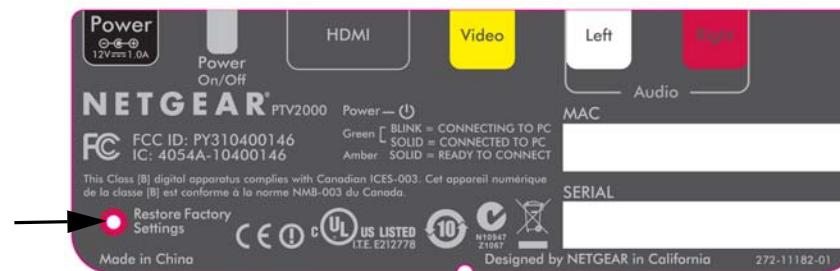 Power
12V⎓1.0A
Power
On/Off
HDMI
Video
Left
Right
Audio
NETGEAR® PTV2000
Power —
Green [ BLINK = CONNECTING TO PC
SOLID = CONNECTED TO PC
Amber SOLID = READY TO CONNECT
FC FCC ID: PY310400146
IC: 4054A-10400146
MAC
This Class [B] digital apparatus complies with Canadian ICES-003. Cet appareil numérique
de la classe [B] est conforme à la norme NMB-003 du Canada.
SERIAL
Restore Factory
Settings
CE
c UL US LISTED
I.T.E. E212778
10
N10947
Z1067
Made in China
Designed by NETGEAR in California
272-11182-01